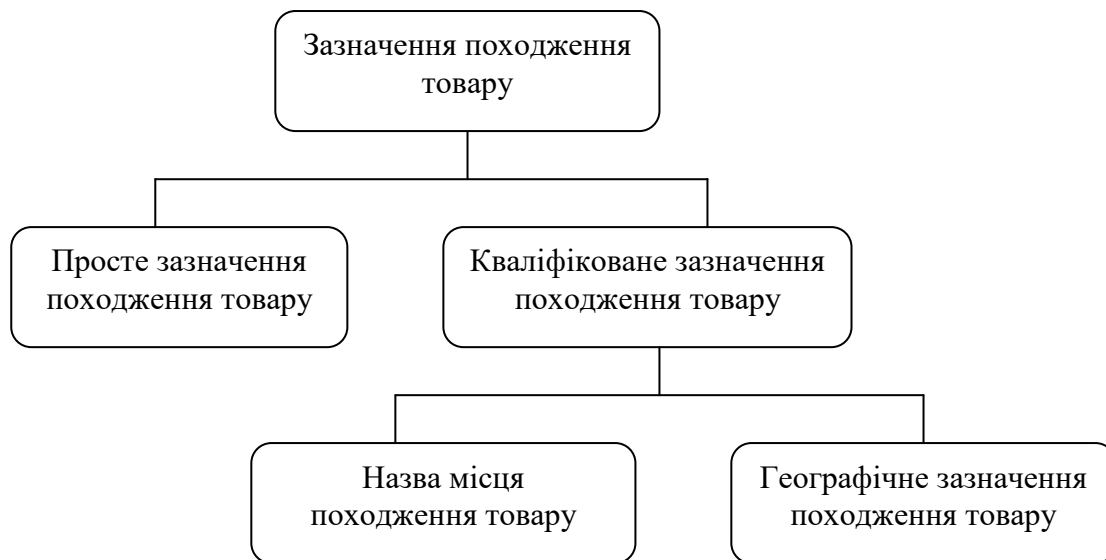 Зазначення походження
товару
Просте зазначення
походження товару
Кваліфіковане зазначення
походження товару
Назва місця
походження товару
Географічне зазначення
походження товару